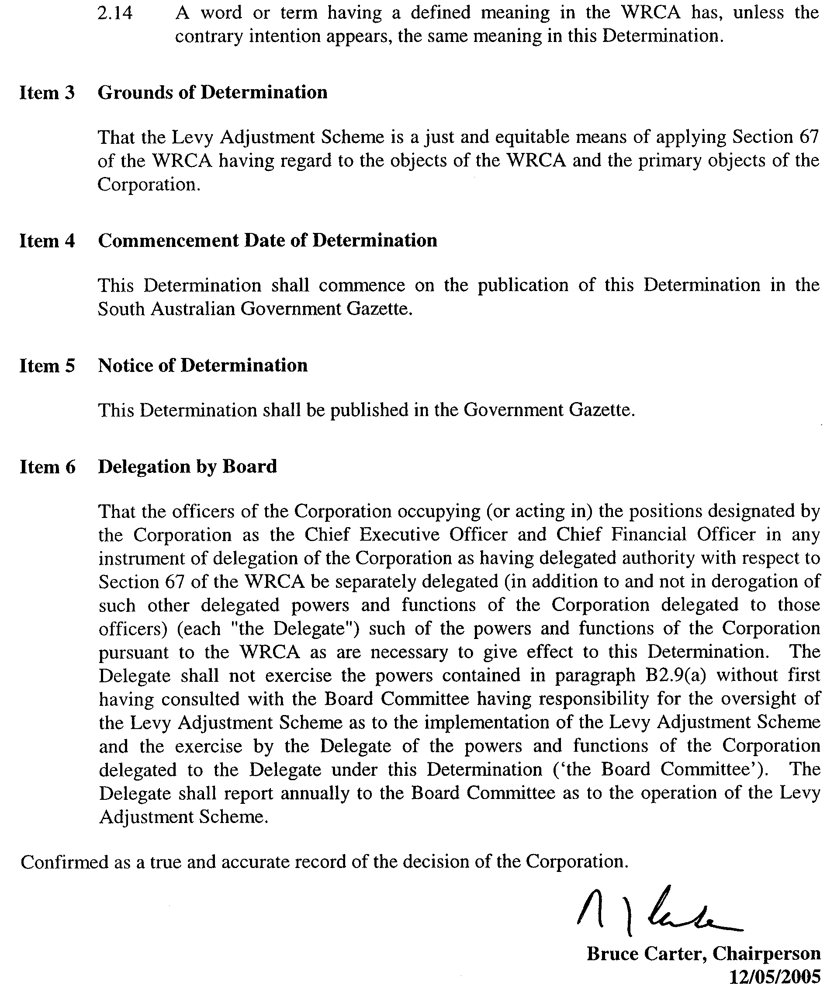 2.14 A word or term having a defined meaning in the WRCA has, unless the
contrary intention appears, the same meaning in this Determination.
Item 3 Grounds of Determination
That the Levy Adjustment Scheme is a just and equitable means of applying Section 67
of the WRCA having regard to the objects of the WRCA and the primary objects of the
Corporation.
Item 4 Commencement Date of Determination
This Determination shall commence on the publication of this Determination in the
South Australian Government Gazette.
Item 5 Notice of Determination
This Determination shall be published in the Government Gazette.
Item 6 Delegation by Board
That the officers of the Corporation occupying (or acting in) the positions designated by
the Corporation as the Chief Executive Officer and Chief Financial Officer in any
instrument of delegation of the Corporation as having delegated authority with respect to
Section 67 of the WRCA be separately delegated (in addition to and not in derogation of
such other delegated powers and functions of the Corporation delegated to those
officers) (each "the Delegate") such of the powers and functions of the Corporation
pursuant to the WRCA as are necessary to give effect to this Determination. The
Delegate shall not exercise the powers contained in paragraph B2.9(a) without first
having consulted with the Board Committee having responsibility for the oversight of
the Levy Adjustment Scheme as to the implementation of the Levy Adjustment Scheme
and the exercise by the Delegate of the powers and functions of the Corporation
delegated to the Delegate under this Determination (‘the Board Committee’). The
Delegate shall report annually to the Board Committee as to the operation of the Levy
Adjustment Scheme.
Confirmed as a true and accurate record of the decision of the Corporation.
Bruce Carter, Chairperson
12/05/2005